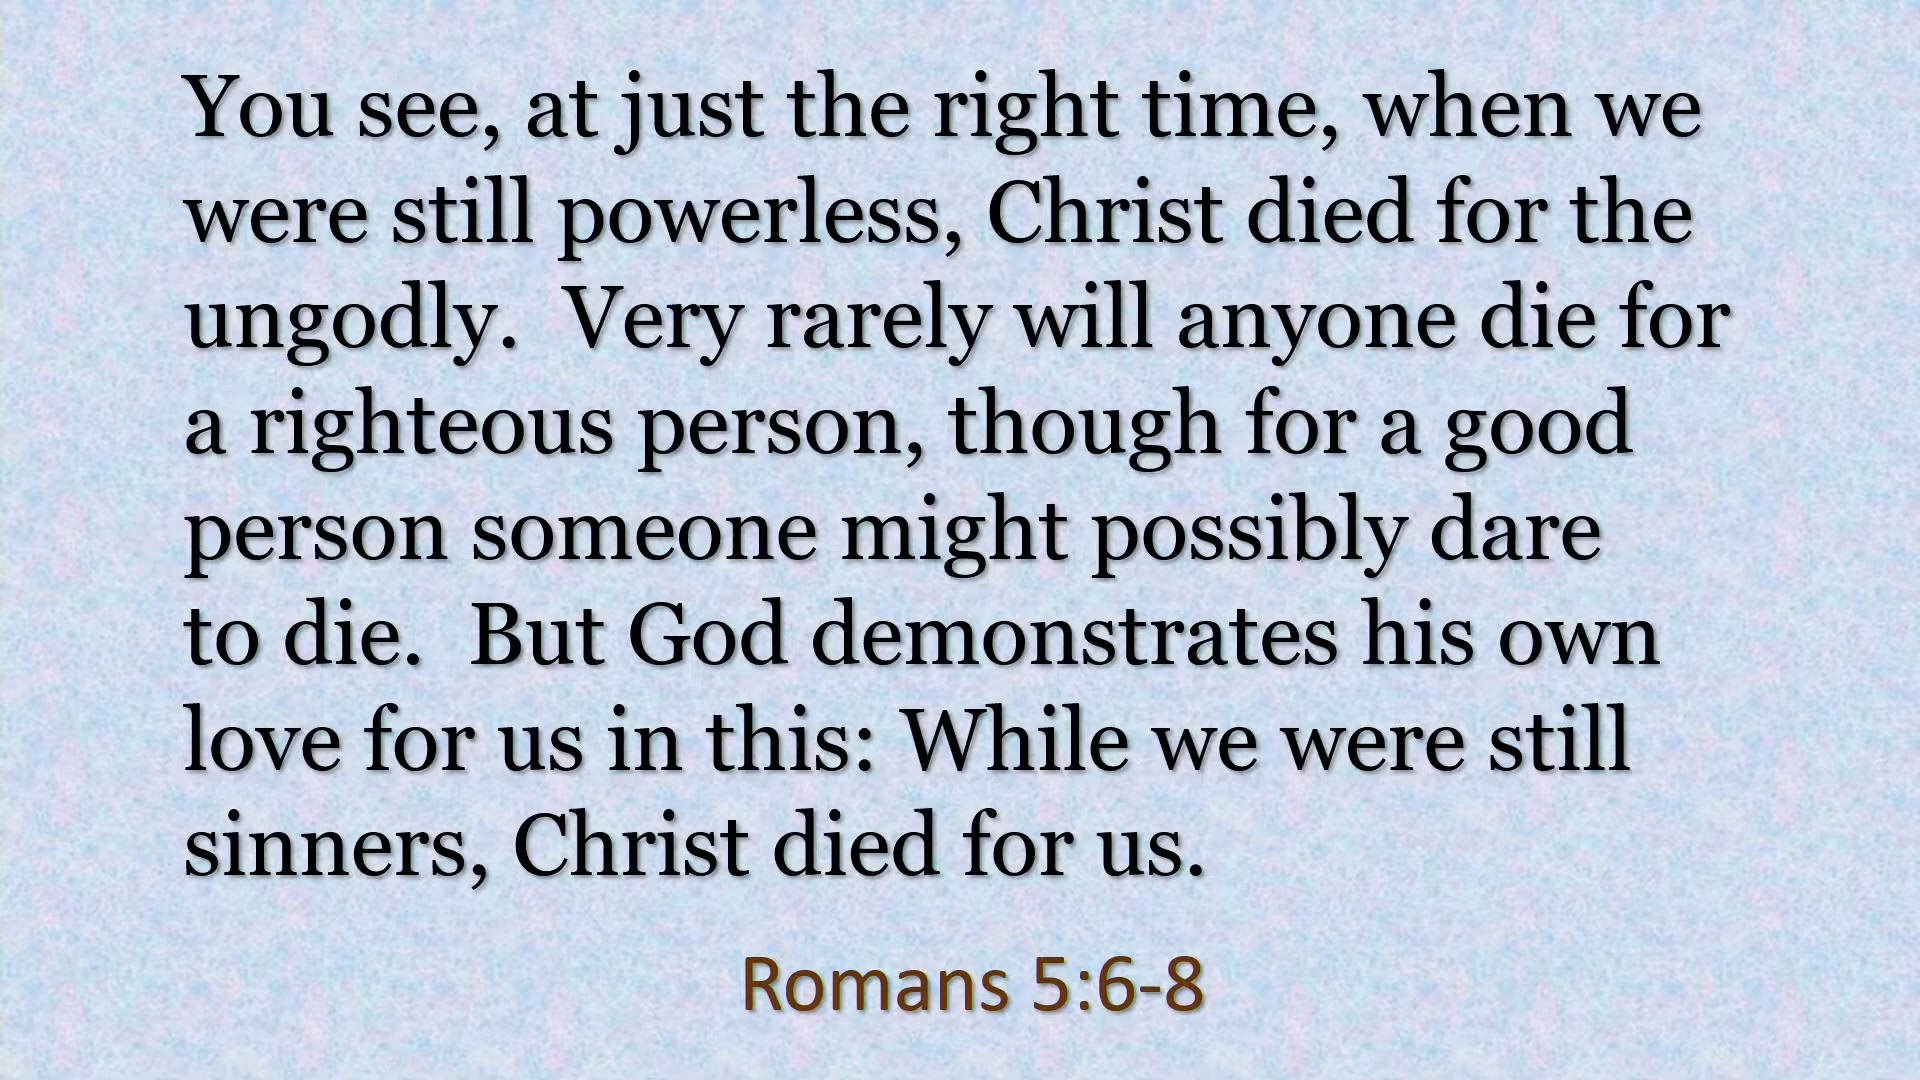 You see, at just the right time, when we
were still powerless, Christ died for the
ungodly.  Very rarely will anyone die for
a righteous person, though for a good
person someone might possibly dare
to die.  But God demonstrates his own
love for us in this: While we were still
sinners, Christ died for us.
Romans 5:6-8